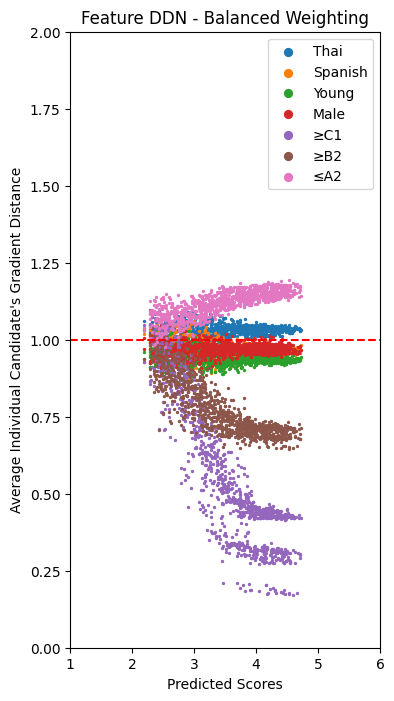 Feature DDN - Balanced Weighting
2.00
1.75
1.50
1.25
1.00
0.75
0.50
0.25
0.00
Average Individual Candidate's Gradient Distance
Thai
Spanish
Young
Male
≥C1
≥B2
≤A2
1
2
3
4
5
6
Predicted Scores